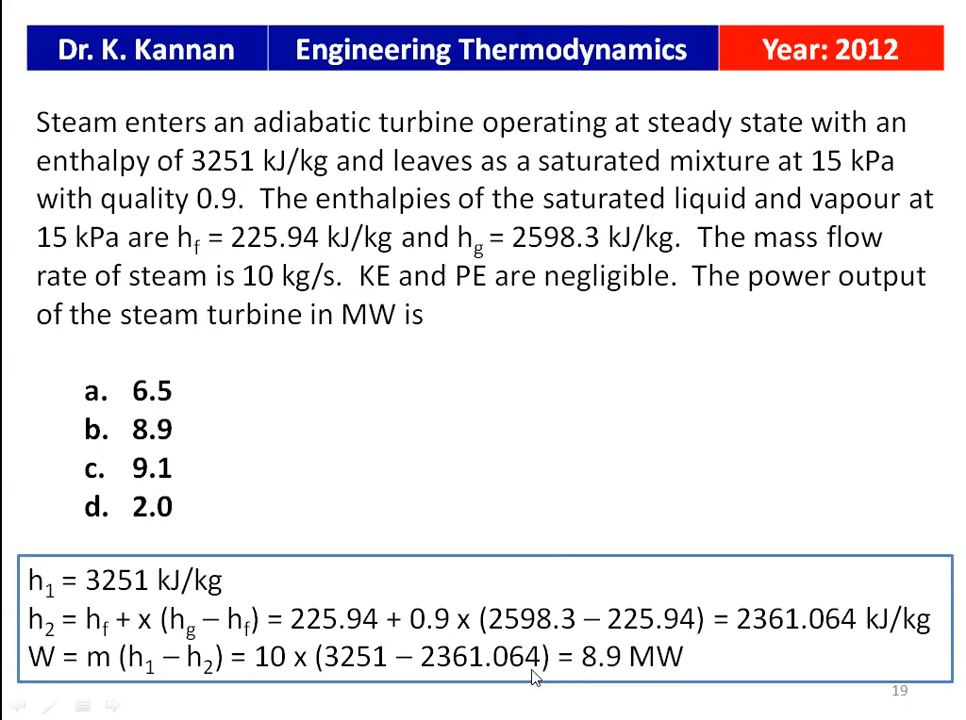 Dr. K. Kannan Engineering Thermodynamics Year: 2012
Steam enters an adiabatic turbine operating at steady state with an
enthalpy of 3251 kJ/kg and leaves as a saturated mixture at 15 kPa
with quality 0.9. The enthalpies of the saturated liquid and vapour at
15 kPa are hf = 225.94 kJ/kg and hg = 2598.3 kJ/kg. The mass flow
rate of steam is 10 kg/s. KE and PE are negligible. The power output
of the steam turbine in MW is
a. 6.5
b. 8.9
c. 9.1
d. 2.0
h1 = 3251 kJ/kg
h2 = hf + x (hg – hf) = 225.94 + 0.9 x (2598.3 – 225.94) = 2361.064 kJ/kg
W = m (h1 – h2) = 10 x (3251 – 2361.064) = 8.9 MW
19